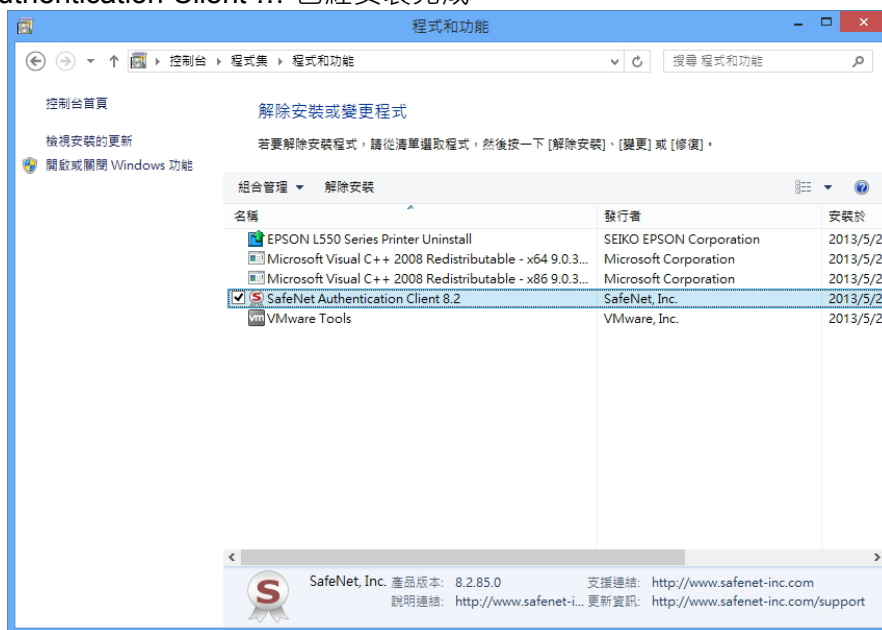 uthentication Client ... 已經安裝完成
程式和功能
控制台 ▸ 程式集 ▸ 程式和功能
搜尋 程式和功能
控制台首頁
檢視安裝的更新
開啟或關閉 Windows 功能
解除安裝或變更程式
若要解除安裝程式，請從清單選取程式，然後按一下 [解除安裝]、[變更] 或 [修復]。
組合管理 ▼ 解除安裝
名稱 發行者 安裝於
EPSON L550 Series Printer Uninstall SEIKO EPSON Corporation 2013/5/2
Microsoft Visual C++ 2008 Redistributable - x64 9.0.3... Microsoft Corporation 2013/5/2
Microsoft Visual C++ 2008 Redistributable - x86 9.0.3... Microsoft Corporation 2013/5/2
SafeNet Authentication Client 8.2 SafeNet, Inc. 2013/5/2
VMware Tools VMware, Inc. 2013/5/2
SafeNet, Inc. 產品版本: 8.2.85.0 支援連結: http://www.safenet-inc.com
說明連結: http://www.safenet-i... 更新資訊: http://www.safenet-inc.com/support